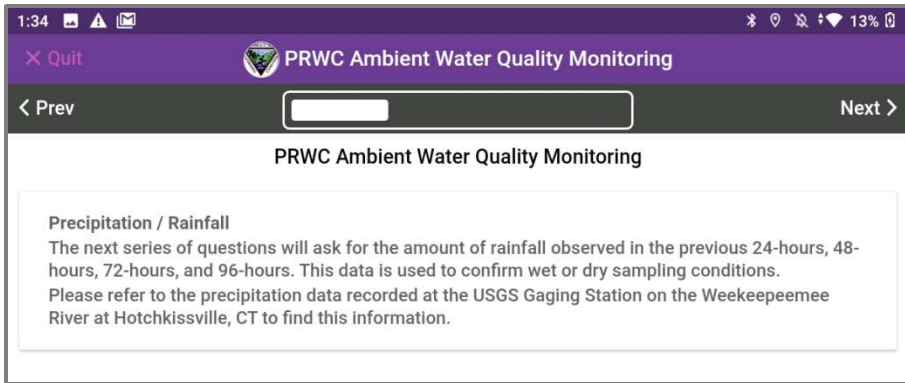 1:34 13%
Quit PRWC Ambient Water Quality Monitoring
Prev Next
PRWC Ambient Water Quality Monitoring
Precipitation / Rainfall
The next series of questions will ask for the amount of rainfall observed in the previous 24-hours, 48-
hours, 72-hours, and 96-hours. This data is used to confirm wet or dry sampling conditions.
Please refer to the precipitation data recorded at the USGS Gaging Station on the Weekeepeemee
River at Hotchkissville, CT to find this information.